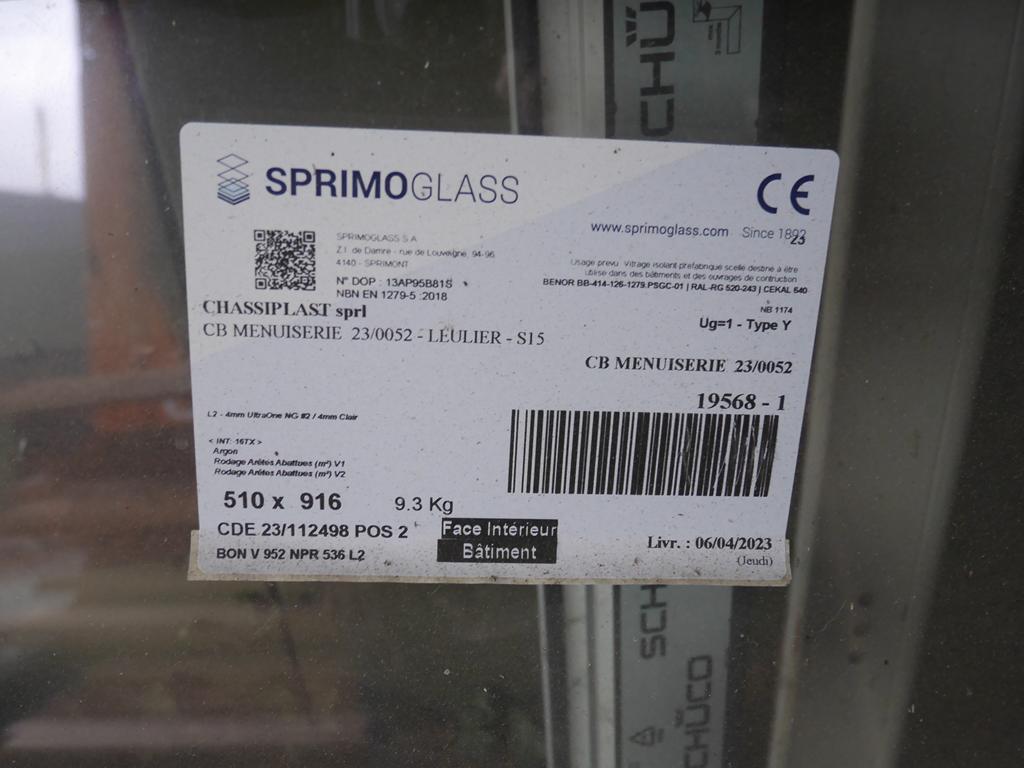 SCHÜ
SPRIMOGLASS
CE
www.sprimoglass.com Since 1892
23
SPRIMOGLASS S.A
Z.I. de Damre - rue de Louveigné, 94-96
4140 - SPRIMONT
N° DOP : 13AP95B81S
NBN EN 1279-5 :2018
Usage prévu : Vitrage isolant préfabriqué scellé destiné à être
utilisé dans des bâtiments et des ouvrages de contruction
BENOR BB-414-126-1279.PSGC-01 | RAL-RG 520-243 | CEKAL 640
NB 1174
Ug=1 - Type Y
CHASSIPLAST sprl
CB MENUISERIE 23/0052 - LEULIER - S15
CB MENUISERIE 23/0052
19568 - 1
L2 - 4mm UltraOne NG #2 / 4mm Clair
< INT: 16TX >
Argon
Rodage Arêtes Abattues (m²) V1
Rodage Arêtes Abattues (m²) V2
510 x 916 9.3 Kg
CDE 23/112498 POS 2
BON V 952 NPR 536 L2
Face Intérieur
Bâtiment
Livr. : 06/04/2023
(Jeudi)
SCH
SCHÜCO